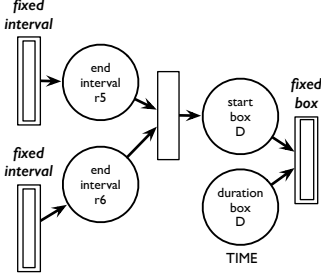 fixed
interval
end
interval
r5
start
box
D
fixed
box
fixed
interval
end
interval
r6
duration
box
D
TIME